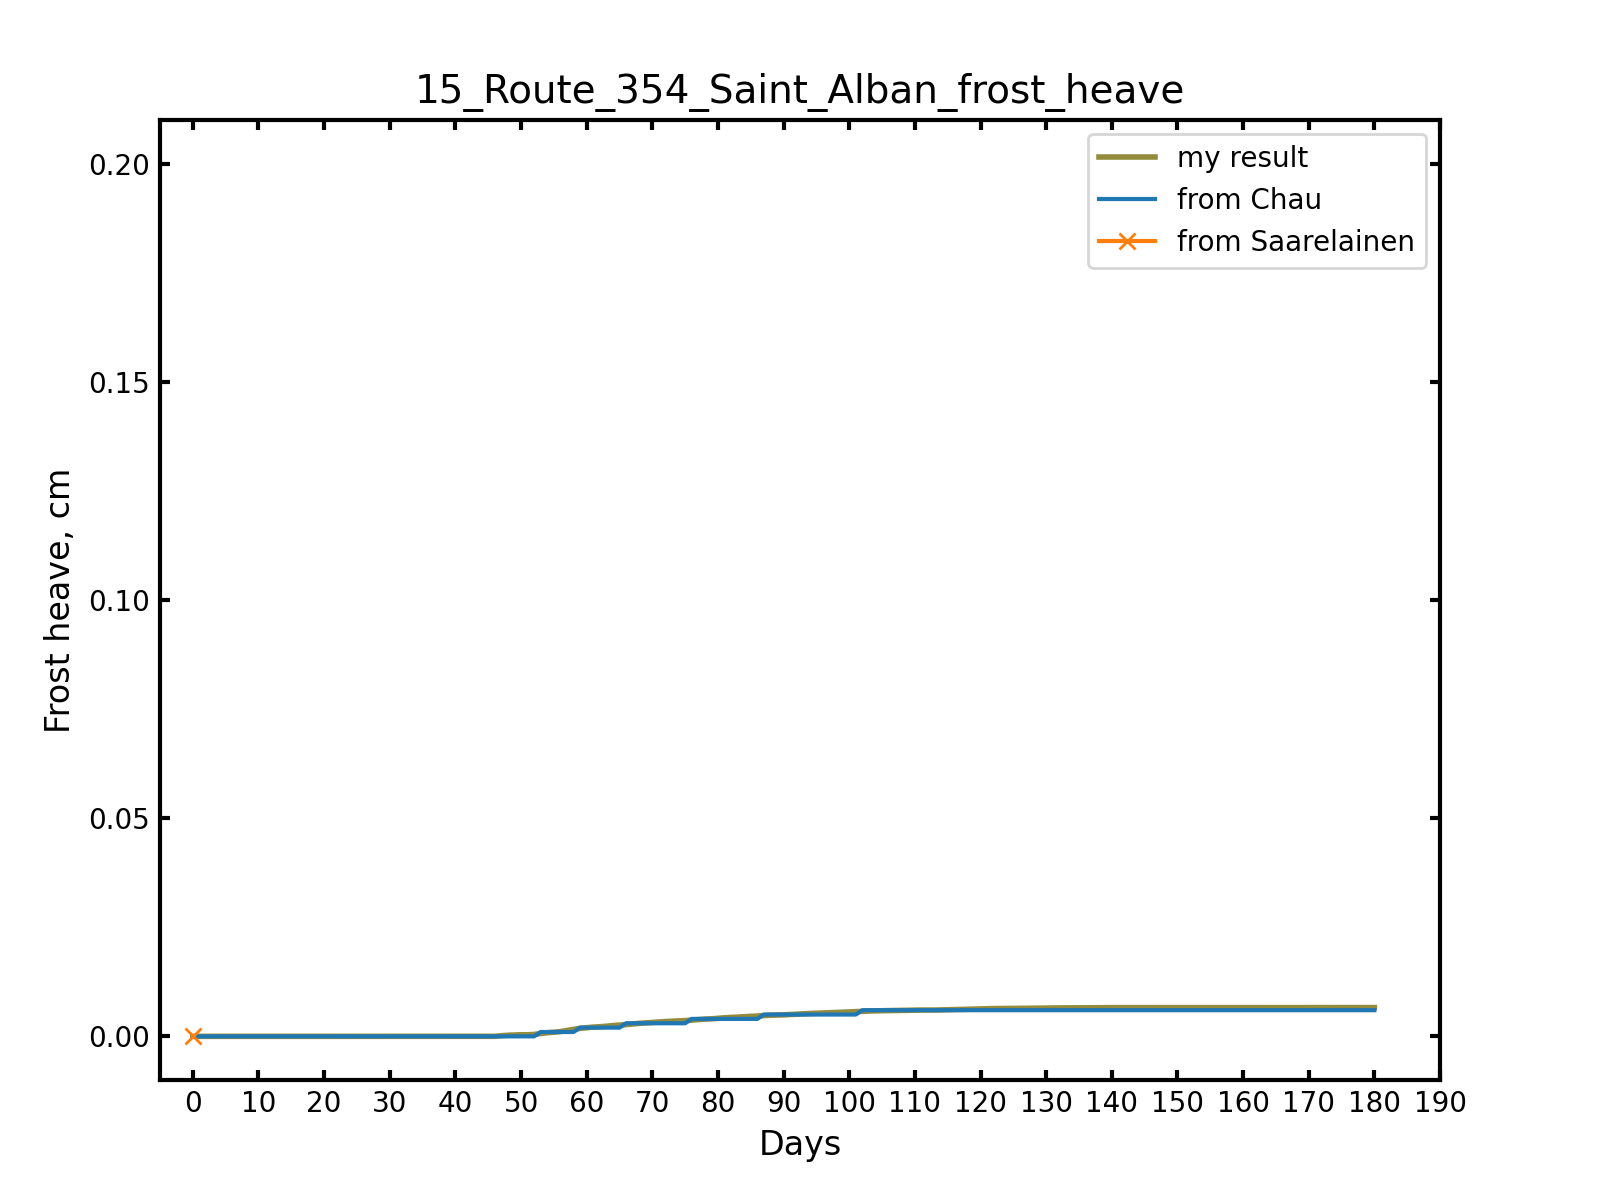 15_Route_354_Saint_Alban_frost_heave
my result
from Chau
from Saarelainen
0.20
0.15
0.10
0.05
0.00
Frost heave, cm
0 10 20 30 40 50 60 70 80 90 100 110 120 130 140 150 160 170 180 190
Days